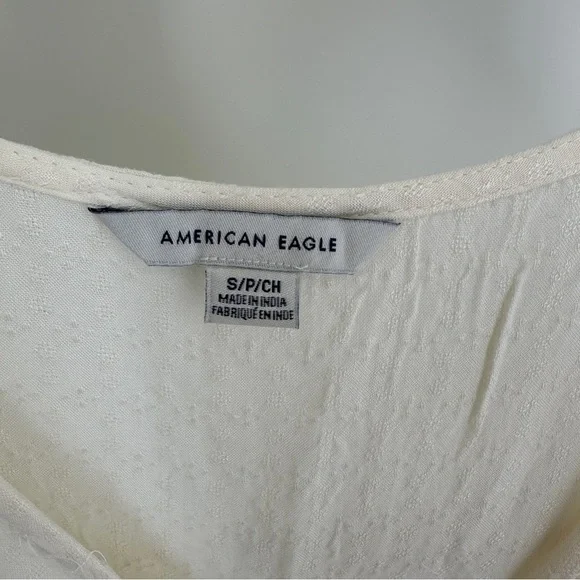 AMERICAN EAGLE
S/P/CH
MADE IN INDIA
FABRIQUÉ EN INDE